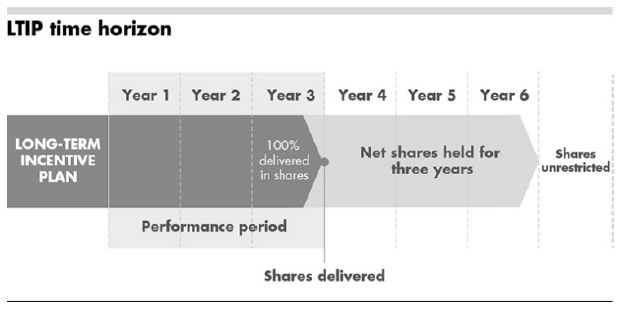 LTIP time horizon
Year 1 Year 2 Year 3 Year 4 Year 5 Year 6
LONG-TERM
INCENTIVE
PLAN
100%
delivered
in shares
Net shares held for
three years
Shares
unrestricted
Performance period
Shares delivered